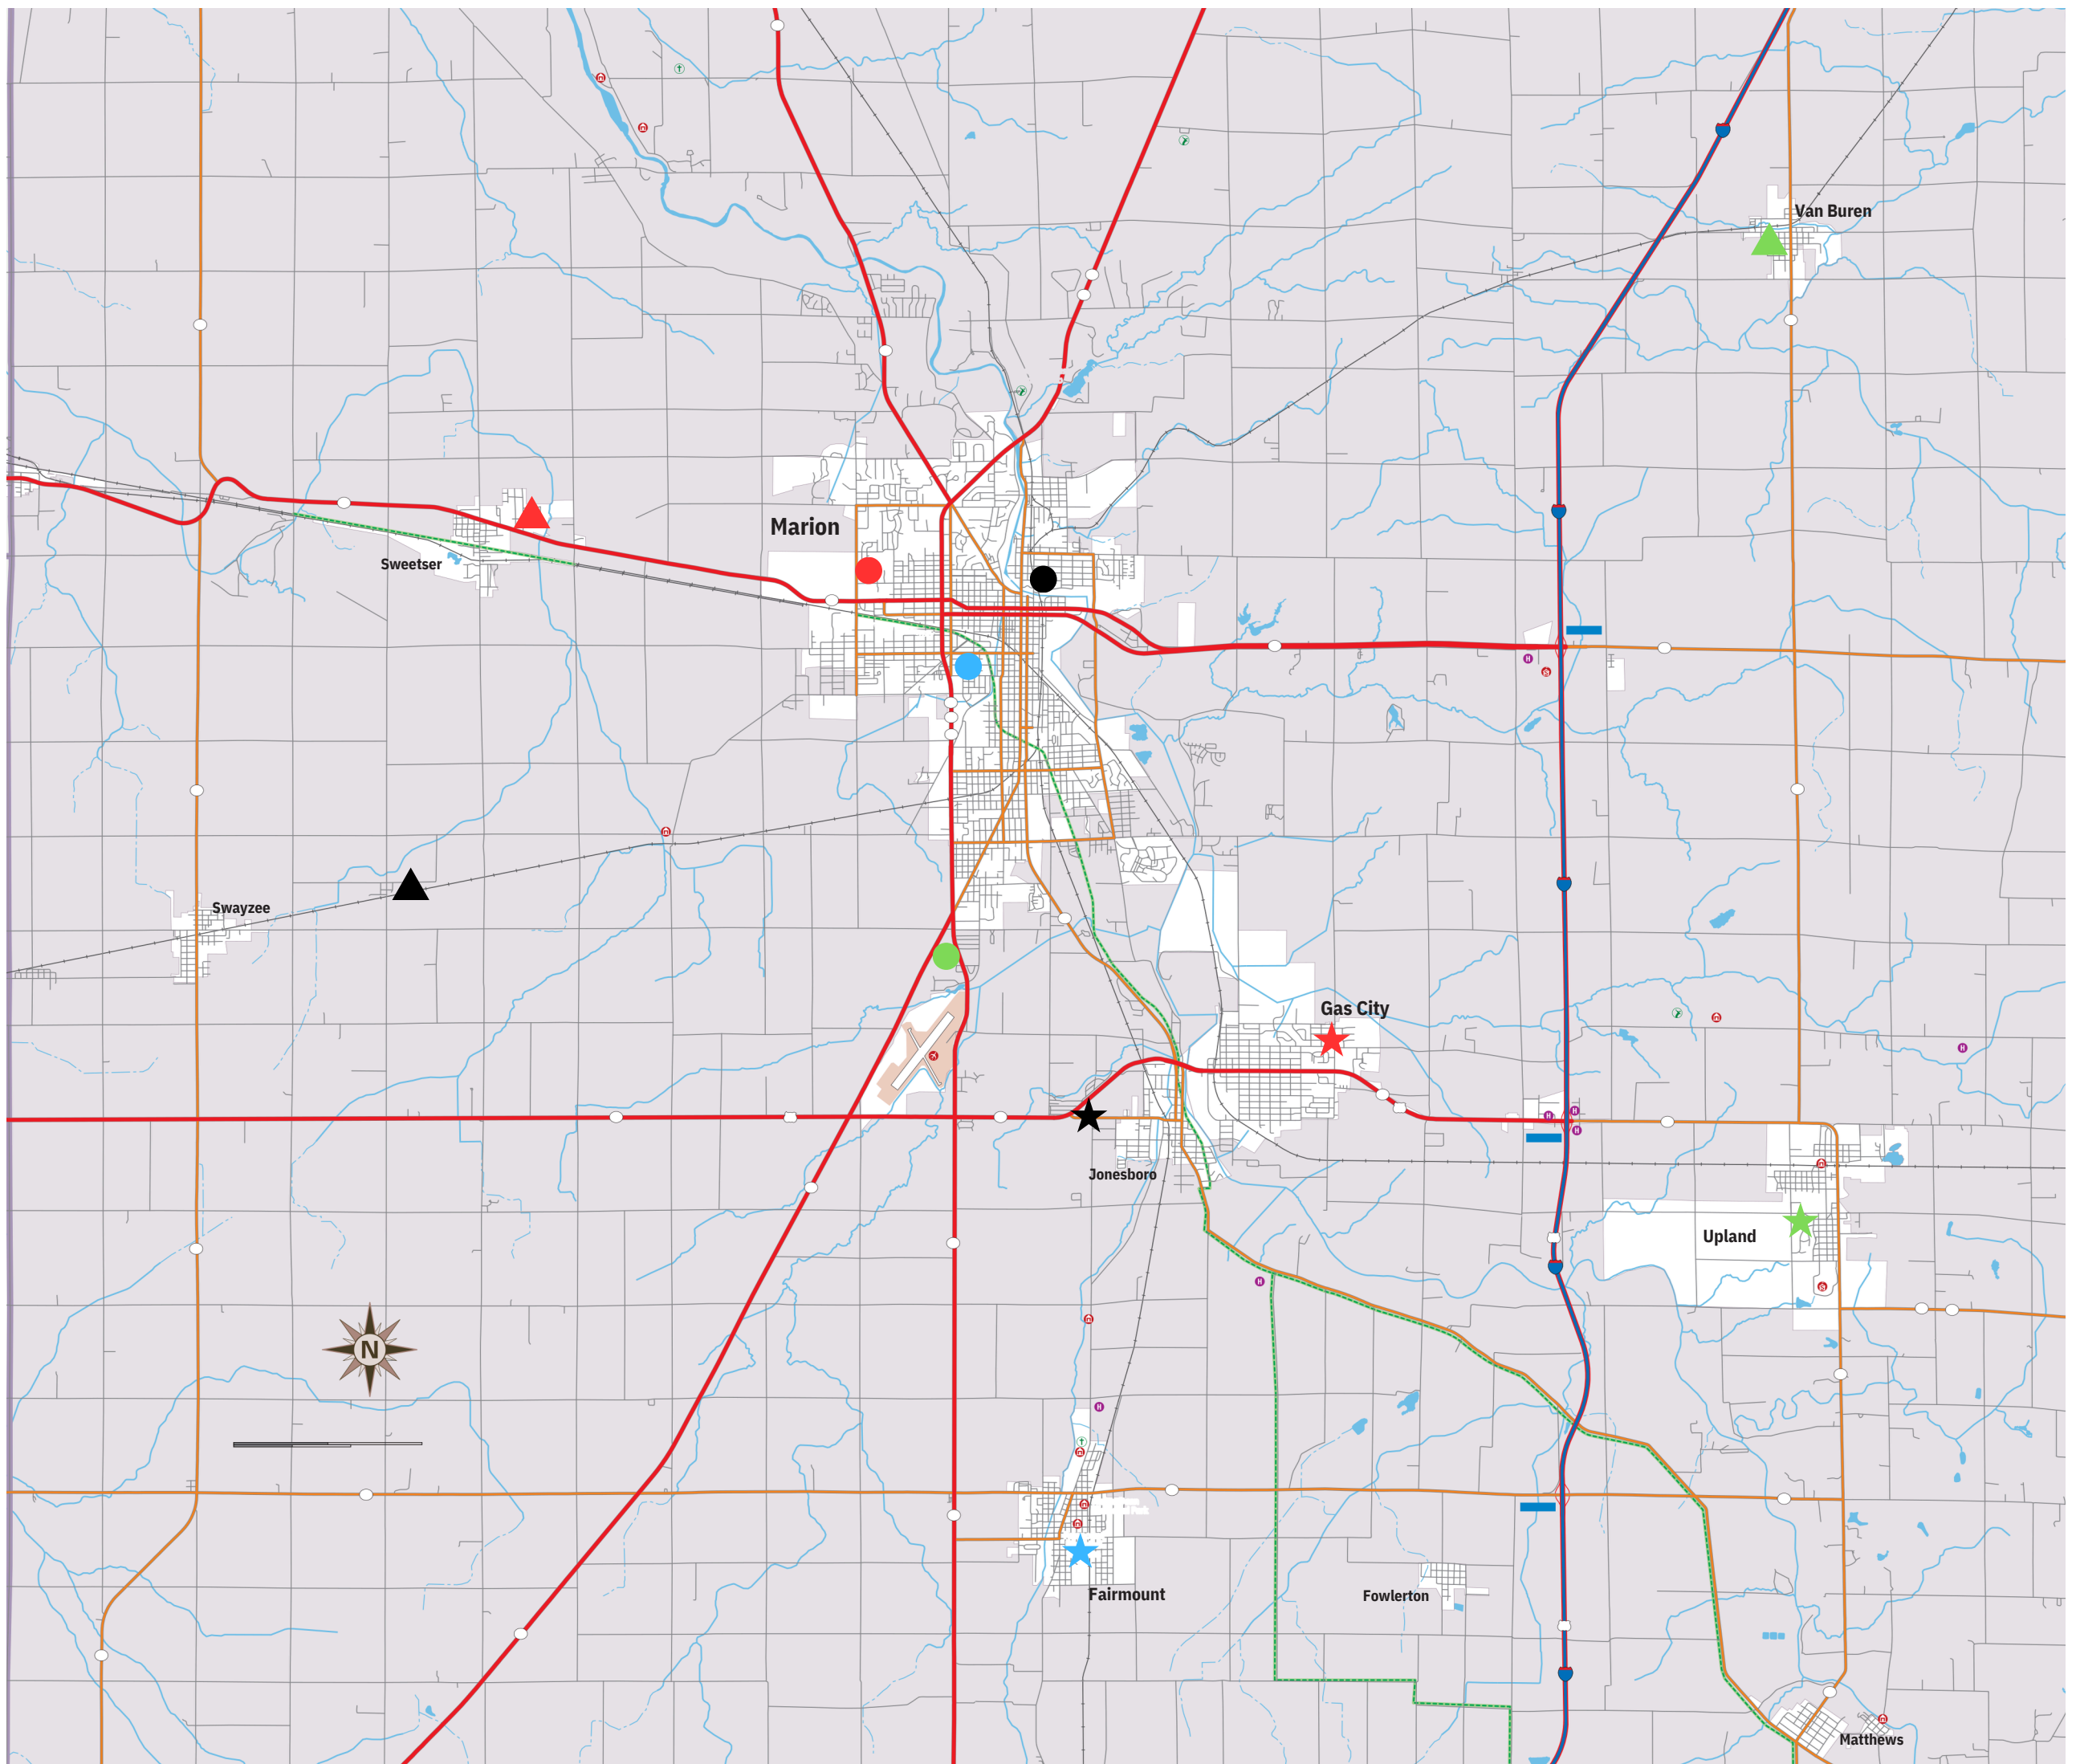 Van Buren
Marion
Sweetser
Swayzee
Gas City
Jonesboro
Upland
N
Fairmount
Fowlerton
Matthews